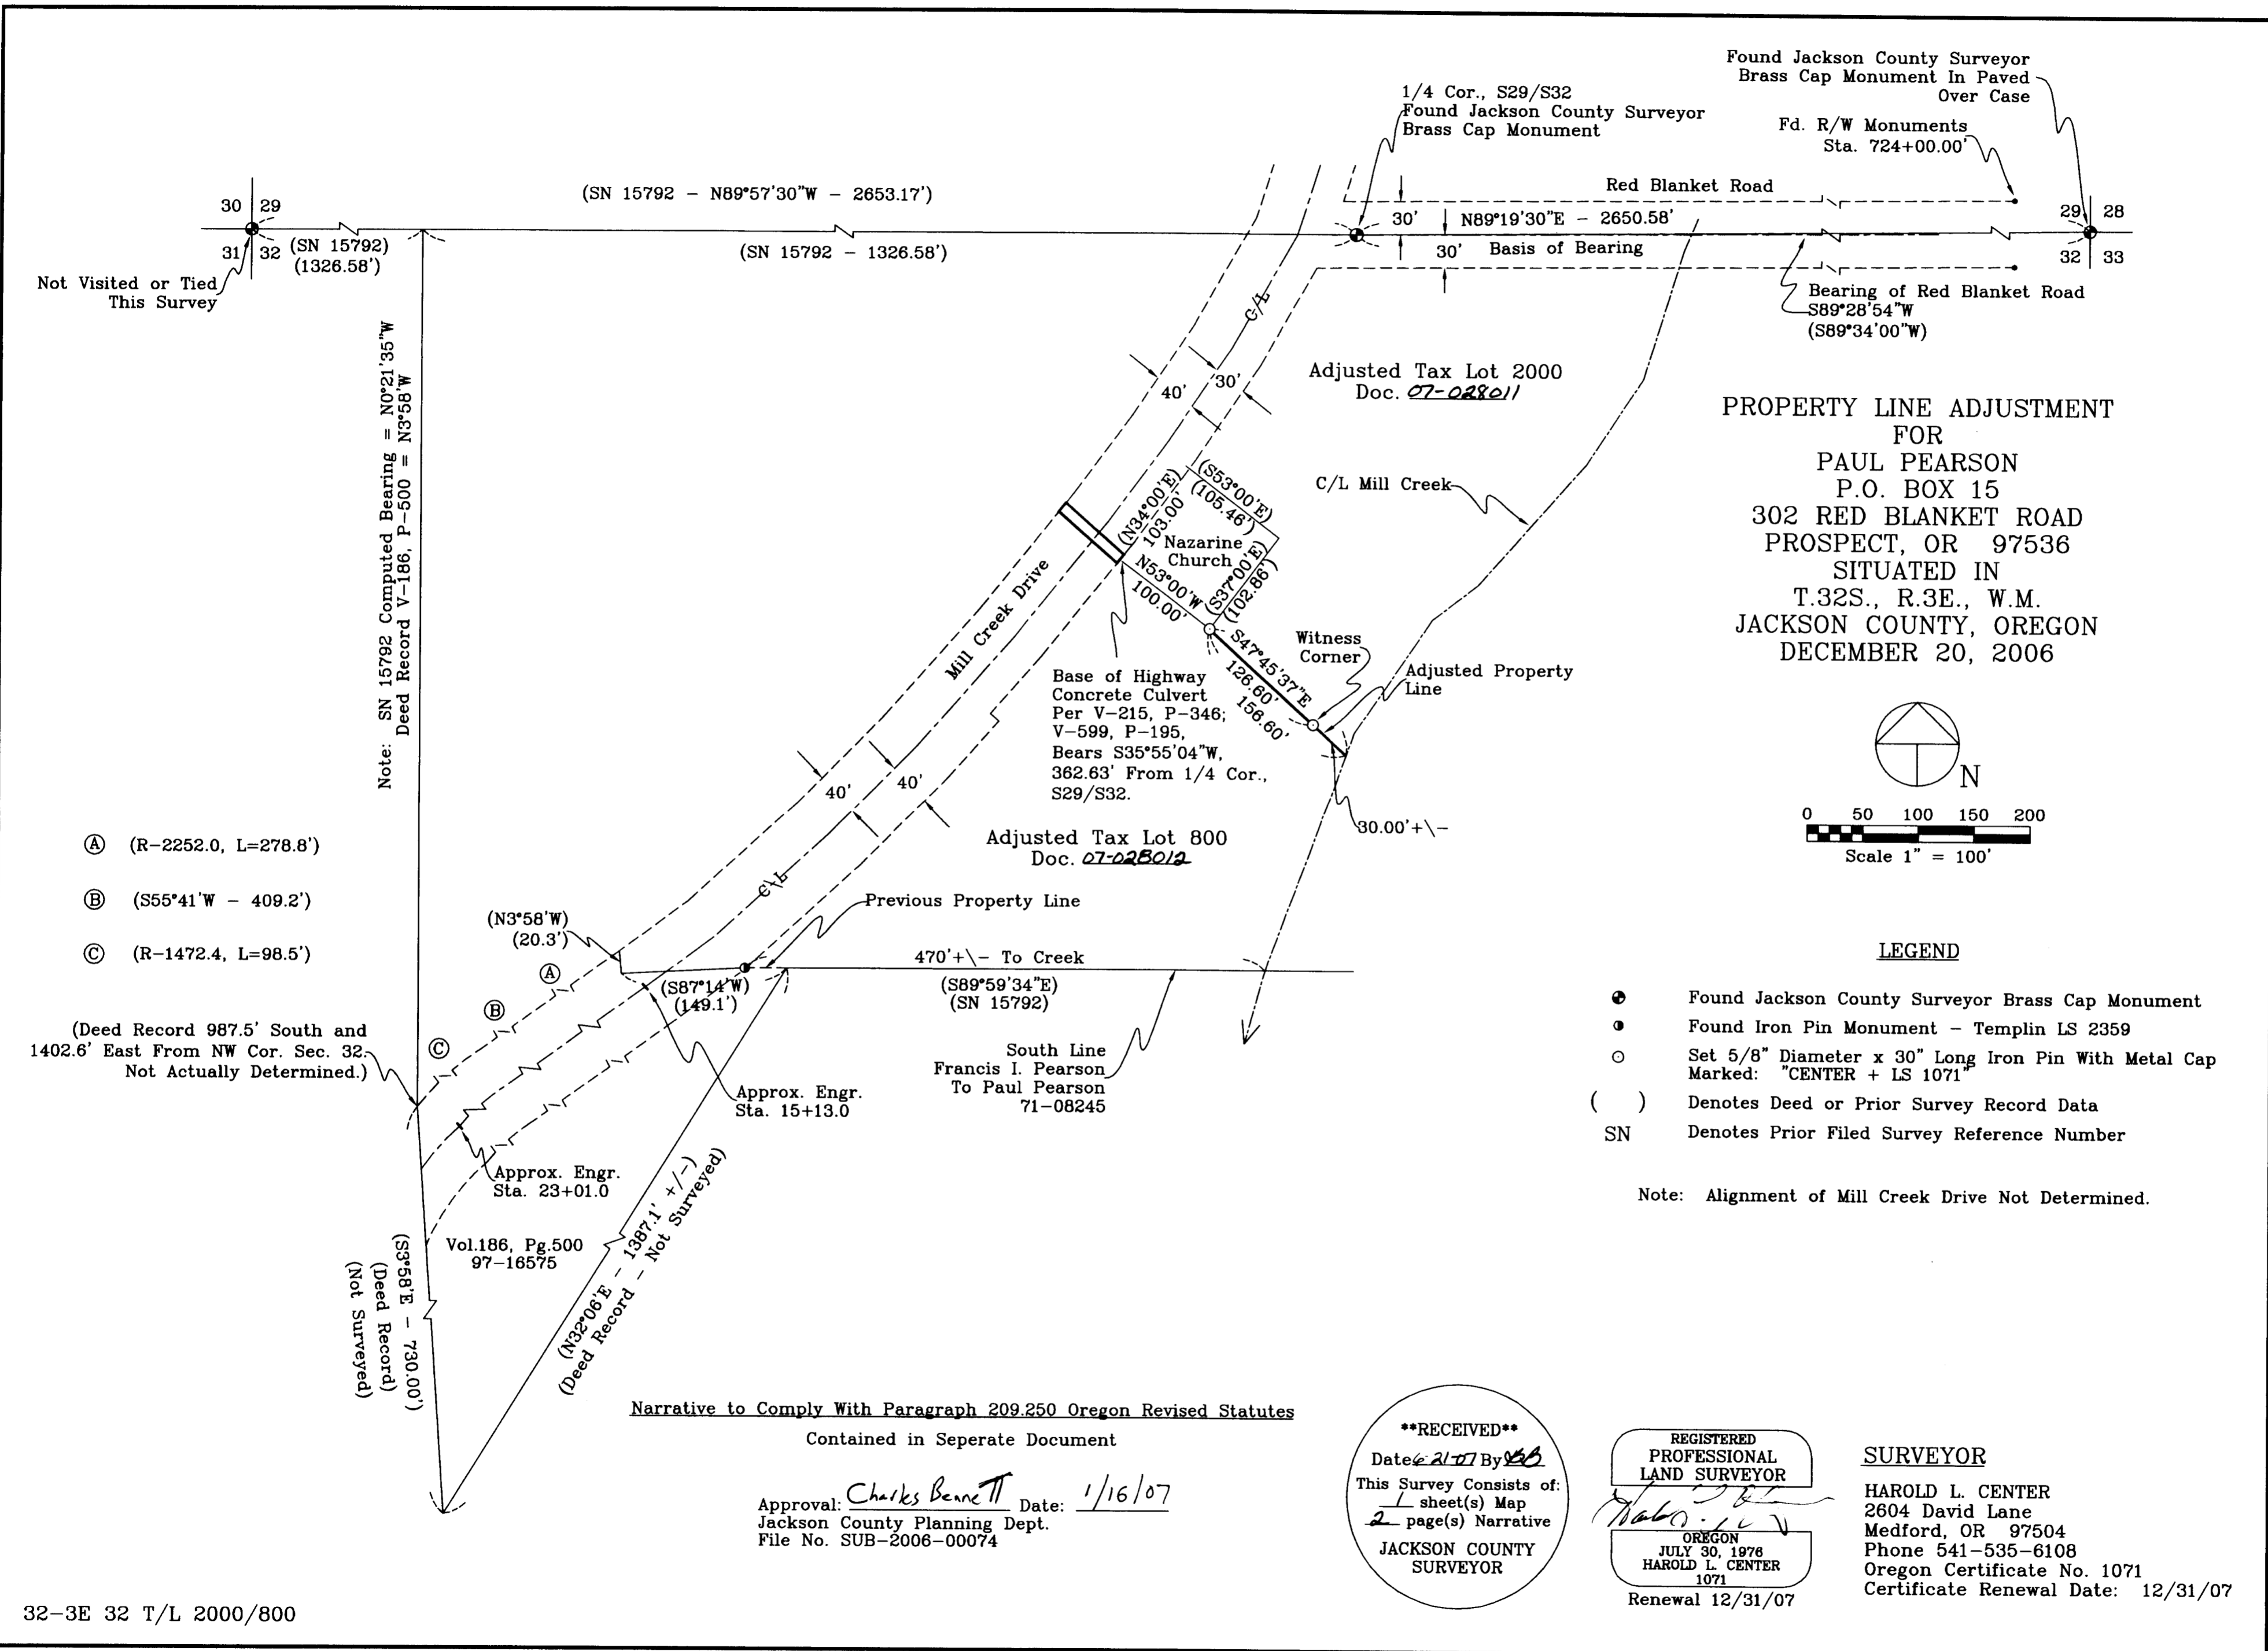 Found Jackson County Surveyor
Brass Cap Monument In Paved
Over Case
1/4 Cor., S29/S32
Found Jackson County Surveyor
Brass Cap Monument
Fd. R/W Monuments
Sta. 724+00.00'
(SN 15792 - N89°57'30"W - 2653.17')
Red Blanket Road
30 29
31 32
(SN 15792)
(1326.58')
(SN 15792 - 1326.58')
30'
N89°19'30"E - 2650.58'
30'
Basis of Bearing
29 28
32 33
Not Visited or Tied
This Survey
Bearing of Red Blanket Road
S89°28'54"W
(S89°34'00"W)
Note: SN 15792 Computed Bearing = N0°21'35"W
Deed Record V-186, P-500 = N3°58'W
C/L
40'
30'
Adjusted Tax Lot 2000
Doc. 07-028011
PROPERTY LINE ADJUSTMENT
FOR
PAUL PEARSON
P.O. BOX 15
302 RED BLANKET ROAD
PROSPECT, OR 97536
SITUATED IN
T.32S., R.3E., W.M.
JACKSON COUNTY, OREGON
DECEMBER 20, 2006
C/L Mill Creek
(N34°00'E)
103.00'
(S53°00'E)
(105.46')
Nazarine
Church
N53°00'W
100.00'
(S37°00'E)
(102.86')
Mill Creek Drive
S47°45'37"E
126.60'
156.60'
Witness
Corner
Adjusted Property
Line
Base of Highway
Concrete Culvert
Per V-215, P-346;
V-599, P-195,
Bears S35°55'04"W,
362.63' From 1/4 Cor.,
S29/S32.
N
0 50 100 150 200
Scale 1" = 100'
40'
40'
30.00'+\-
Adjusted Tax Lot 800
Doc. 07-028012
A (R-2252.0, L=278.8')
B (S55°41'W - 409.2')
C (R-1472.4, L=98.5')
C\L
Previous Property Line
(N3°58'W)
(20.3')
470'+\- To Creek
(S87°14'W)
(149.1')
(S89°59'34"E)
(SN 15792)
A
B
C
(Deed Record 987.5' South and
1402.6' East From NW Cor. Sec. 32.
Not Actually Determined.)
South Line
Francis I. Pearson
To Paul Pearson
71-08245
Approx. Engr.
Sta. 15+13.0
Approx. Engr.
Sta. 23+01.0
Vol.186, Pg.500
97-16575
(S3°58'E - 730.00')
(Deed Record)
(Not Surveyed)
(N32°06'E - 1387.1' +/-)
(Deed Record - Not Surveyed)
LEGEND
Found Jackson County Surveyor Brass Cap Monument
Found Iron Pin Monument - Templin LS 2359
Set 5/8" Diameter x 30" Long Iron Pin With Metal Cap
Marked: "CENTER + LS 1071"
( ) Denotes Deed or Prior Survey Record Data
SN Denotes Prior Filed Survey Reference Number
Note: Alignment of Mill Creek Drive Not Determined.
Narrative to Comply With Paragraph 209.250 Oregon Revised Statutes
Contained in Seperate Document
Approval: Charles Bennett Date: 1/16/07
Jackson County Planning Dept.
File No. SUB-2006-00074
**RECEIVED**
Date 6-21-07 By
This Survey Consists of:
1 sheet(s) Map
2 page(s) Narrative
JACKSON COUNTY
SURVEYOR
REGISTERED
PROFESSIONAL
LAND SURVEYOR
OREGON
JULY 30, 1976
HAROLD L. CENTER
1071
Renewal 12/31/07
SURVEYOR
HAROLD L. CENTER
2604 David Lane
Medford, OR 97504
Phone 541-535-6108
Oregon Certificate No. 1071
Certificate Renewal Date: 12/31/07
32-3E 32 T/L 2000/800